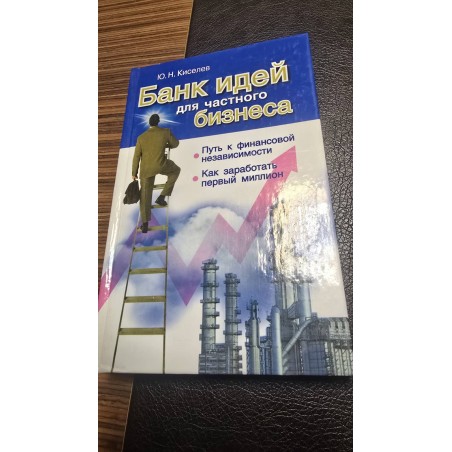 Ю. Н. Киселев
Банк идей
для частного
бизнеса
• Путь к финансовой
независимости
• Как заработать
первый миллион